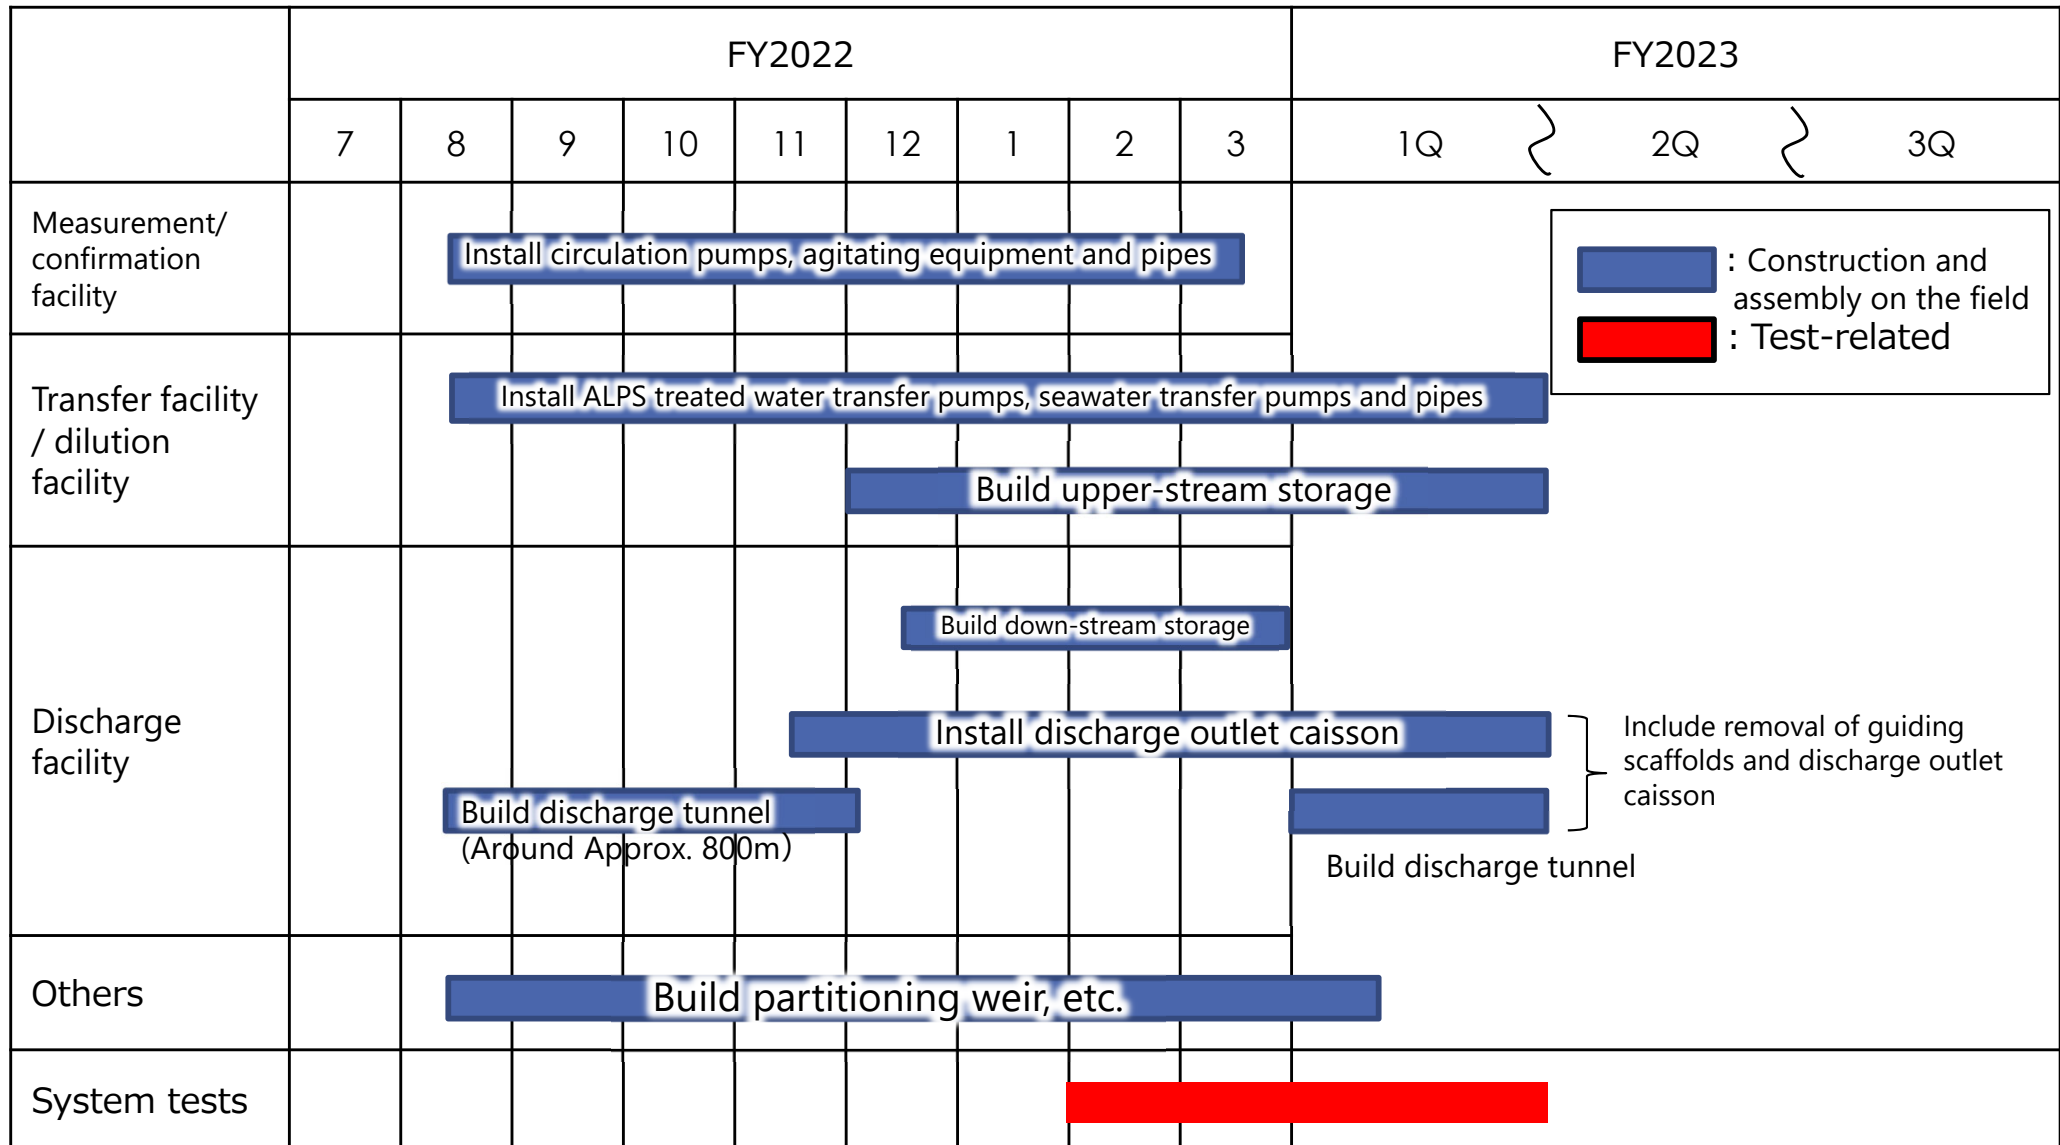 FY2022
FY2023
7
8
9
10
11
12
1
2
3
1Q
2Q
3Q
Measurement/
confirmation
facility
Install circulation pumps, agitating equipment and pipes
: Construction and
assembly on the field
: Test-related
Transfer facility
/ dilution
facility
Install ALPS treated water transfer pumps, seawater transfer pumps and pipes
Build upper-stream storage
Discharge
facility
Build down-stream storage
Install discharge outlet caisson
Include removal of guiding
scaffolds and discharge outlet
caisson
Build discharge tunnel
(Around Approx. 800m)
Build discharge tunnel
Others
Build partitioning weir, etc.
System tests